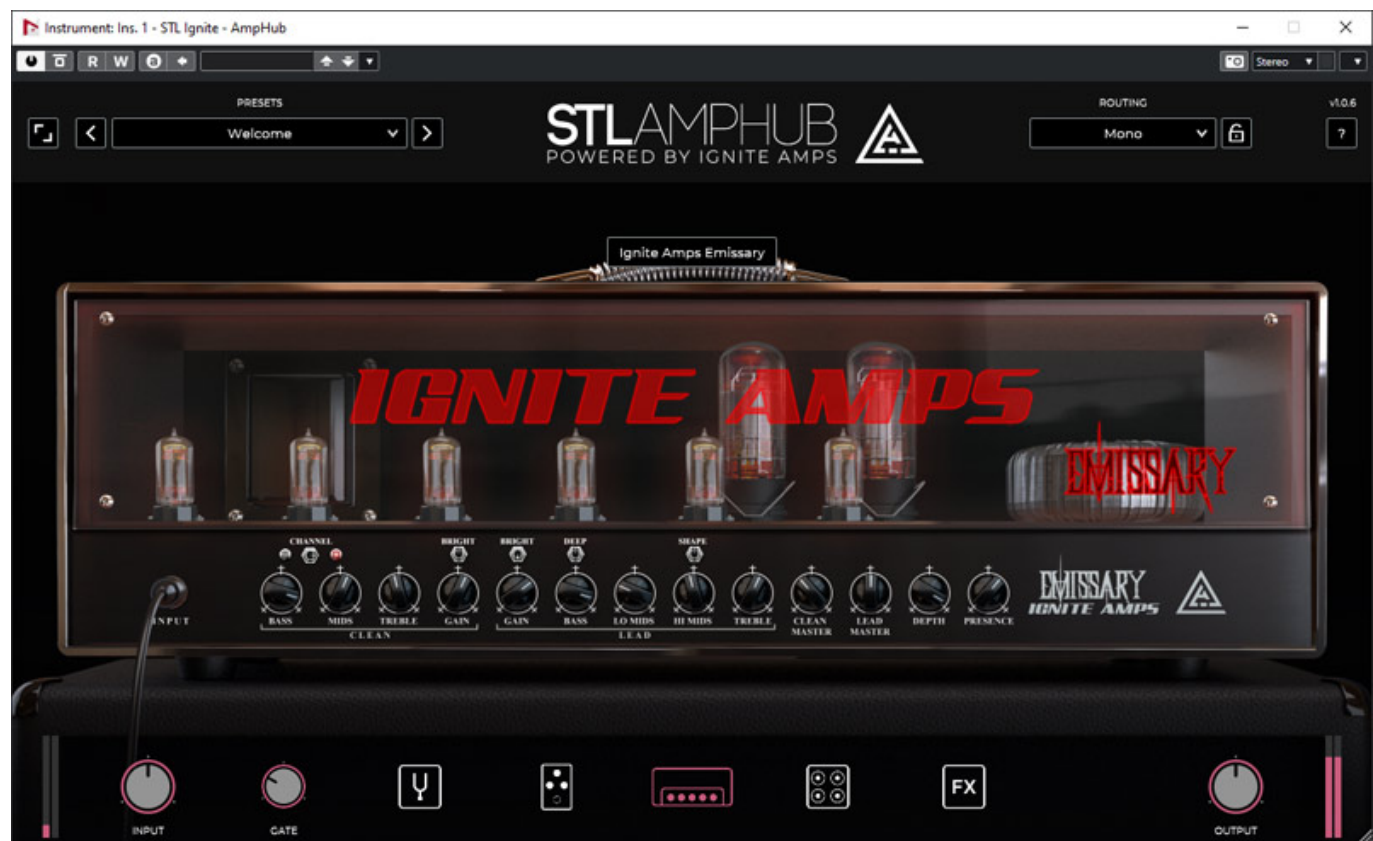 Instrument: Ins. 1 - STL Ignite - AmpHub
R W a Stereo
PRESETS
Welcome
STLAMPHUB
POWERED BY IGNITE AMPS
ROUTING
Mono
v1.0.6
?
Ignite Amps Emissary
IGNITE AMPS
EMISSARY
CHANNEL BRIGHT BRIGHT DEEP SHAPE
INPUT
BASS MIDS TREBLE GAIN GAIN BASS LO MIDS HI MIDS TREBLE CLEAN MASTER LEAD MASTER DEPTH PRESENCE
CLEAN LEAD
EMISSARY
IGNITE AMPS
FX
INPUT GATE OUTPUT